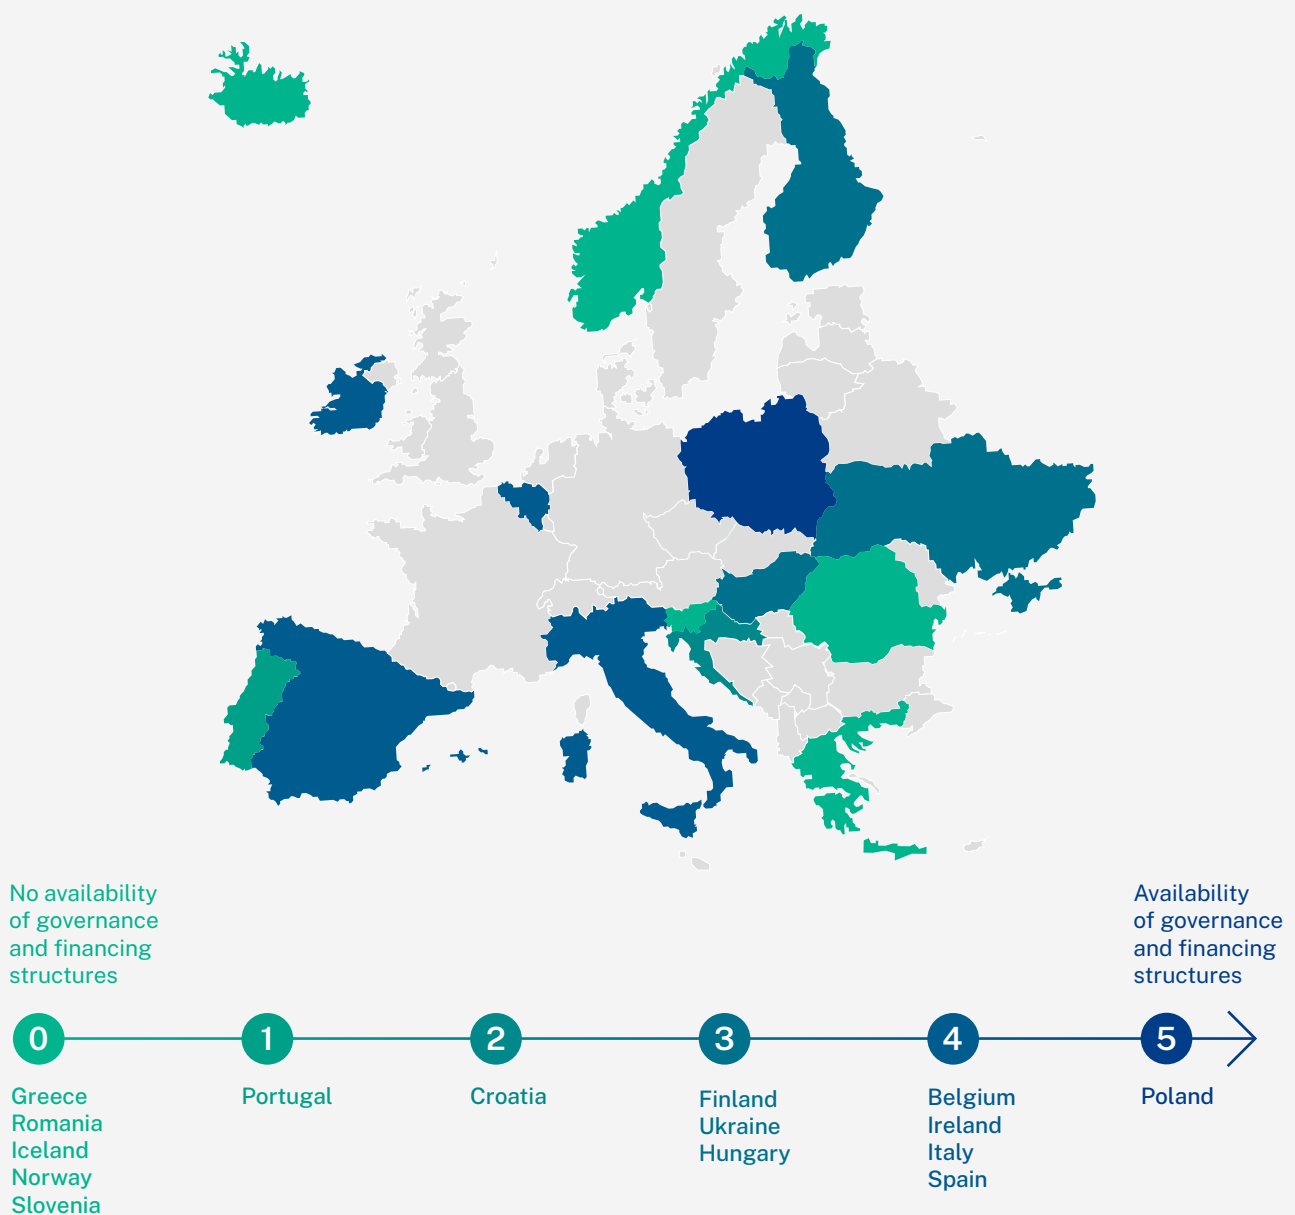 No availability
of governance
and financing
structures
Availability
of governance
and financing
structures
0
1
2
3
4
5
Greece
Romania
Iceland
Norway
Slovenia
Portugal
Croatia
Finland
Ukraine
Hungary
Belgium
Ireland
Italy
Spain
Poland